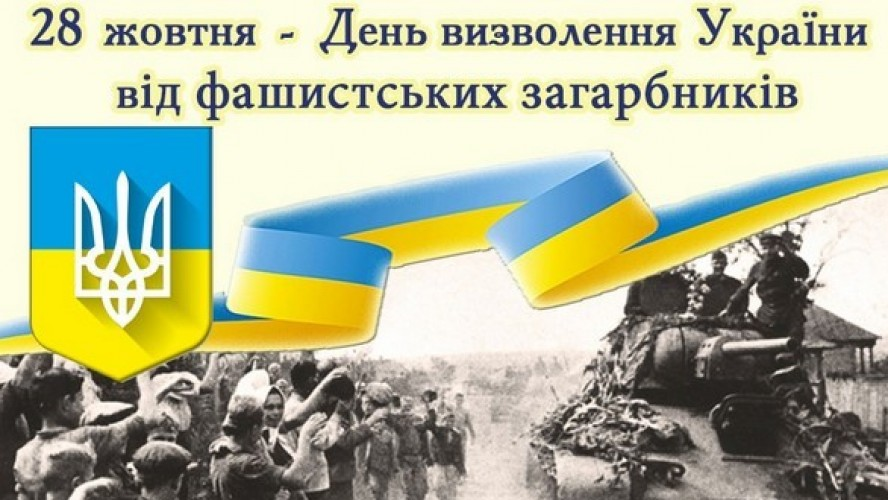 28 жовтня - День визволення України
від фашистських загарбників